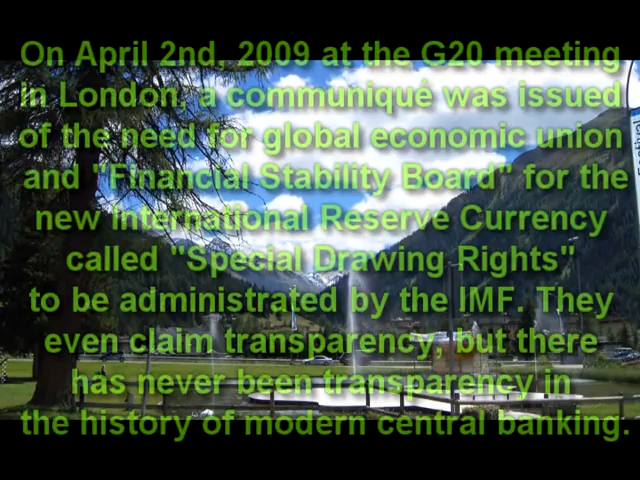 On April 2nd, 2009 at the G20 meeting
in London, a communiqué was issued
of the need for global economic union
and "Financial Stability Board" for the
new International Reserve Currency
called "Special Drawing Rights"
to be administrated by the IMF. They
even claim transparency, but there
has never been transparency in
the history of modern central banking.
Festival